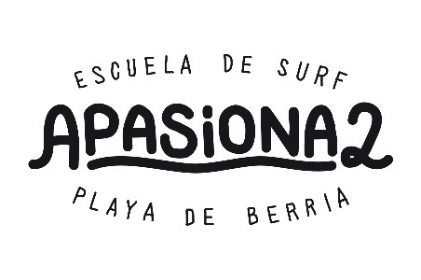 ESCUELA DE SURF
APASiONA2
PLAYA DE BERRIA